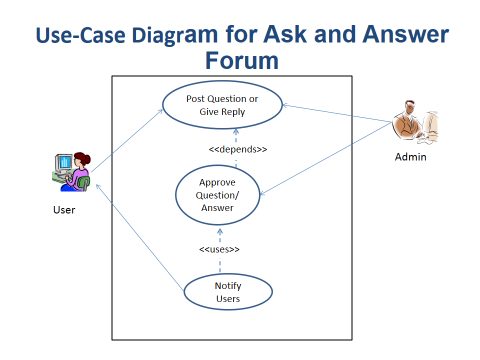 Use-Case Diagram for Ask and Answer
Forum
Post Question or
Give Reply
<<depends>>
Admin
Approve
Question/
Answer
User
<<uses>>
Notify
Users